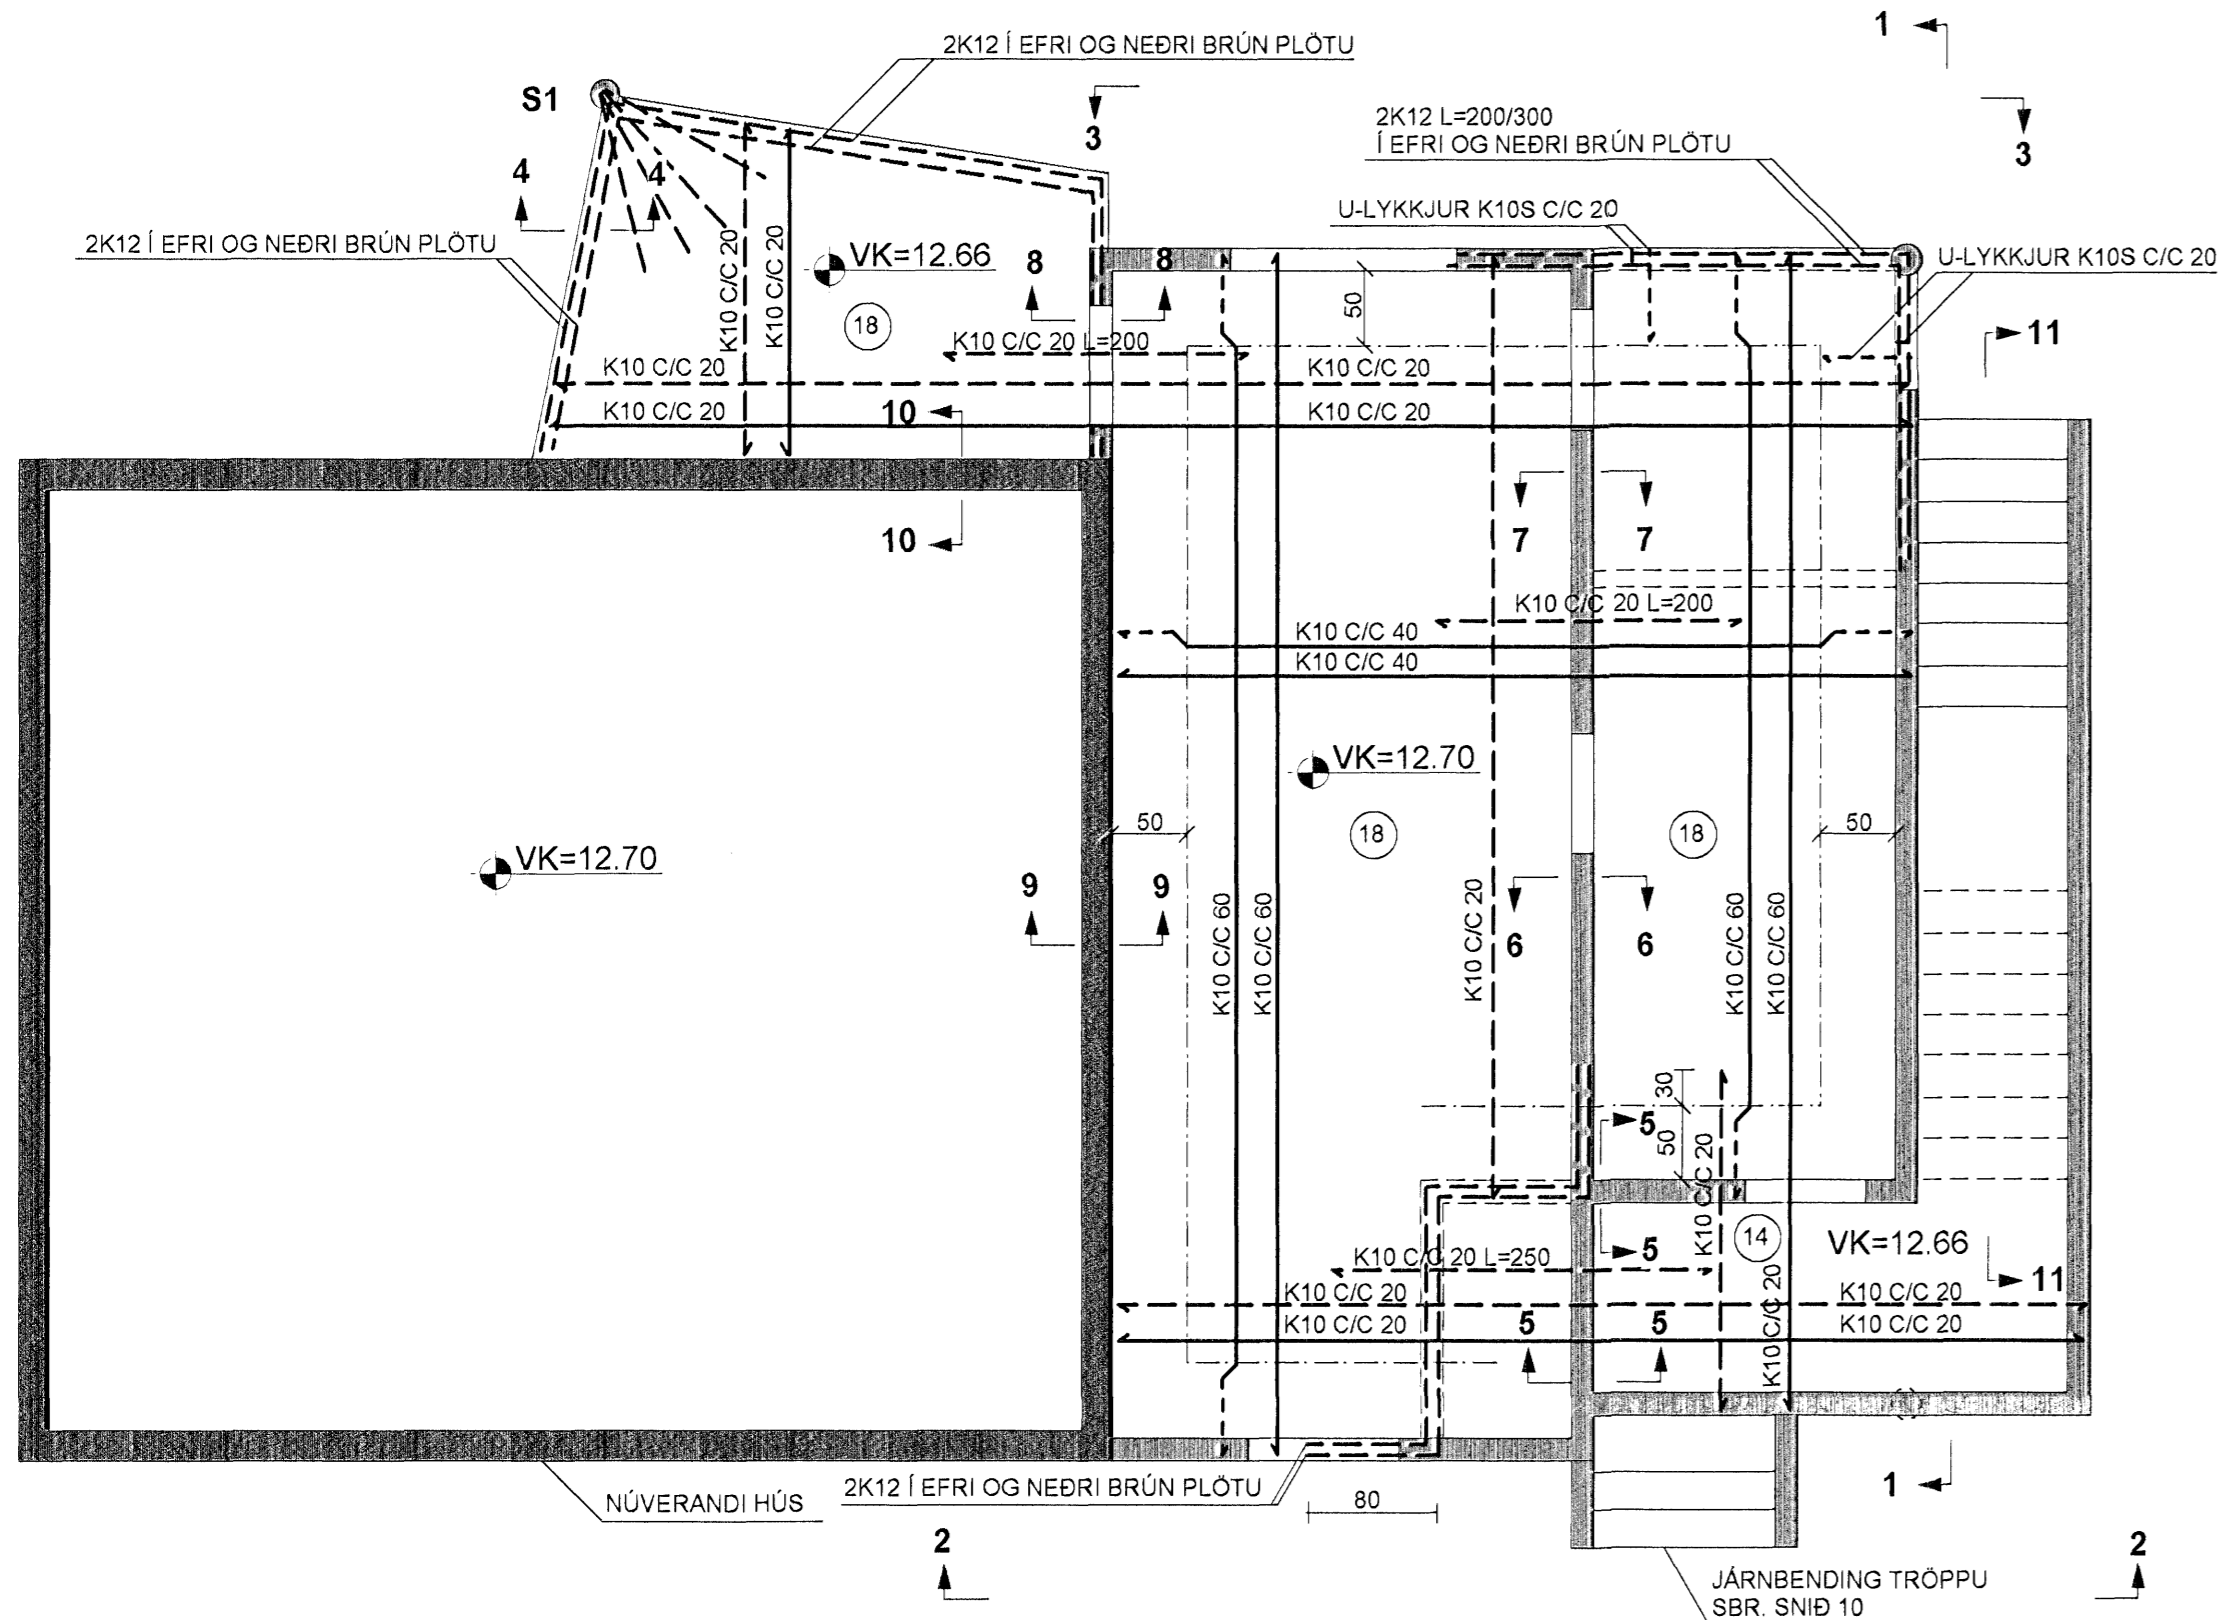 1
2K12 Í EFRI OG NEÐRI BRÚN PLÖTU
S1
3
2K12 L=200/300
Í EFRI OG NEÐRI BRÚN PLÖTU
3
4
4
U-LYKKJUR K10S C/C 20
2K12 Í EFRI OG NEÐRI BRÚN PLÖTU
K10 C/C 20
K10 C/C 20
VK=12.66
8
8
U-LYKKJUR K10S C/C 20
50
18
K10 C/C 20 L=200
11
K10 C/C 20
K10 C/C 20
K10 C/C 20
10
K10 C/C 20
10
7
7
K10 C/C 20 L=200
K10 C/C 40
K10 C/C 40
VK=12.70
50
18
18
50
VK=12.70
9
9
K10 C/C 60
K10 C/C 60
K10 C/C 20
6
6
K10 C/C 60
K10 C/C 60
30
5
50
K10 C/C 20
14
VK=12.66
5
K10 C/C 20 L=250
11
K10 C/C 20
K10 C/C 20
K10 C/C 20
K10 C/C 20
5
5
K10 C/C 20
2K12 Í EFRI OG NEÐRI BRÚN PLÖTU
NÚVERANDI HÚS
80
1
2
2
JÁRNBENDING TRÖPPU
SBR. SNIÐ 10